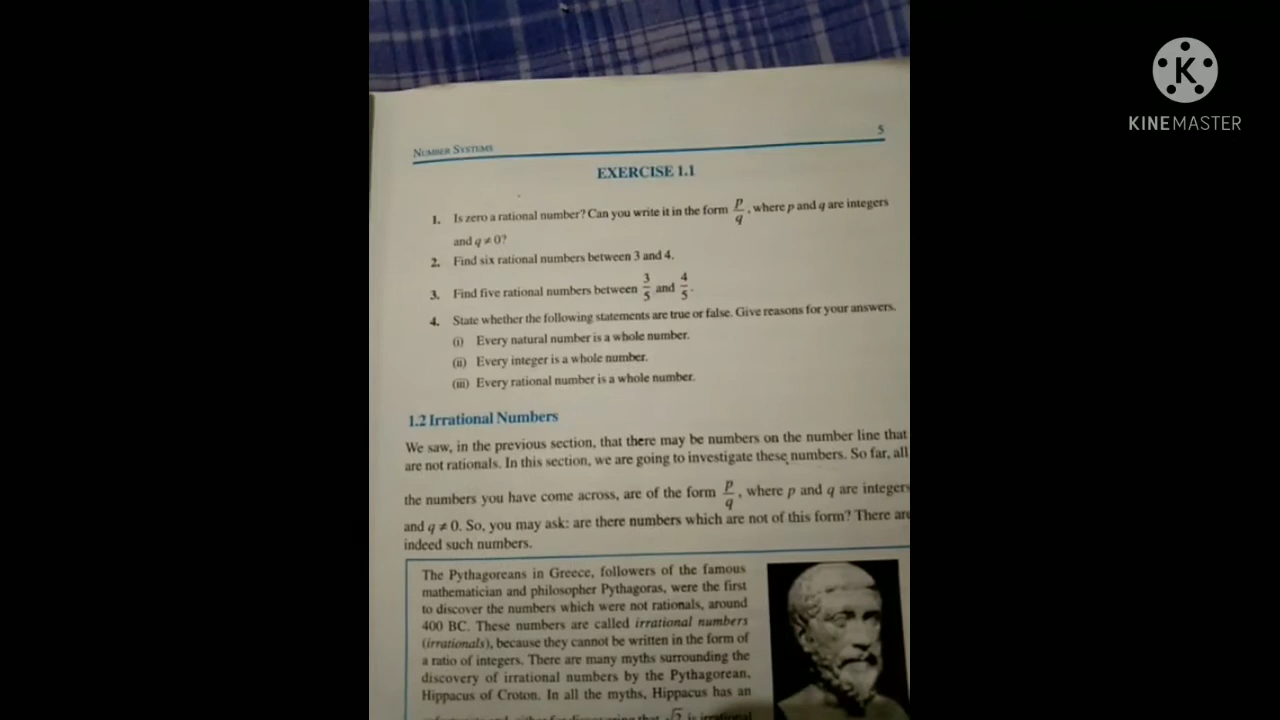 KINEMASTER
NUMBER SYSTEMS 5
EXERCISE 1.1
1. Is zero a rational number? Can you write it in the form p/q, where p and q are integers
and q ≠ 0?
2. Find six rational numbers between 3 and 4.
3. Find five rational numbers between 3/5 and 4/5.
4. State whether the following statements are true or false. Give reasons for your answers.
(i) Every natural number is a whole number.
(ii) Every integer is a whole number.
(iii) Every rational number is a whole number.
1.2 Irrational Numbers
We saw, in the previous section, that there may be numbers on the number line that
are not rationals. In this section, we are going to investigate these numbers. So far, all
the numbers you have come across, are of the form p/q, where p and q are integers
and q ≠ 0. So, you may ask: are there numbers which are not of this form? There are
indeed such numbers.
The Pythagoreans in Greece, followers of the famous
mathematician and philosopher Pythagoras, were the first
to discover the numbers which were not rationals, around
400 BC. These numbers are called irrational numbers
(irrationals), because they cannot be written in the form of
a ratio of integers. There are many myths surrounding the
discovery of irrational numbers by the Pythagorean,
Hippacus of Croton. In all the myths, Hippacus has an
that √2 is irrational